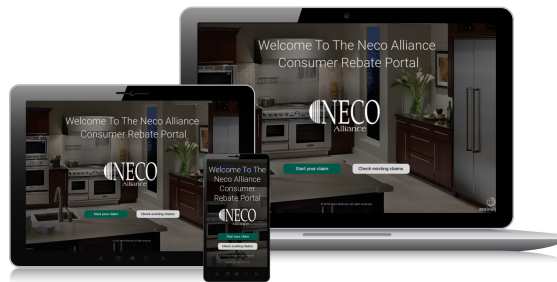 Welcome To The Neco Alliance
Consumer Rebate Portal
NECO
Alliance
Start your claim
Check existing claims
Welcome To The Neco Alliance
Consumer Rebate Portal
NECO
Alliance
Start your claim
Check existing claims
Welcome To The
Neco Alliance
Consumer
Rebate Portal
NECO
Alliance
Start your claim
Check existing claims